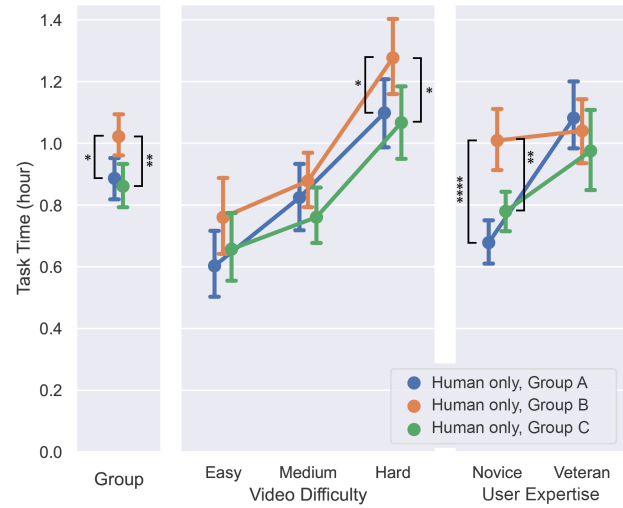 1.4
1.2
1.0
0.8
0.6
0.4
0.2
0.0
Task Time (hour)
*
**
*
*
****
**
Human only, Group A
Human only, Group B
Human only, Group C
Group
Easy
Medium
Hard
Video Difficulty
Novice
Veteran
User Expertise